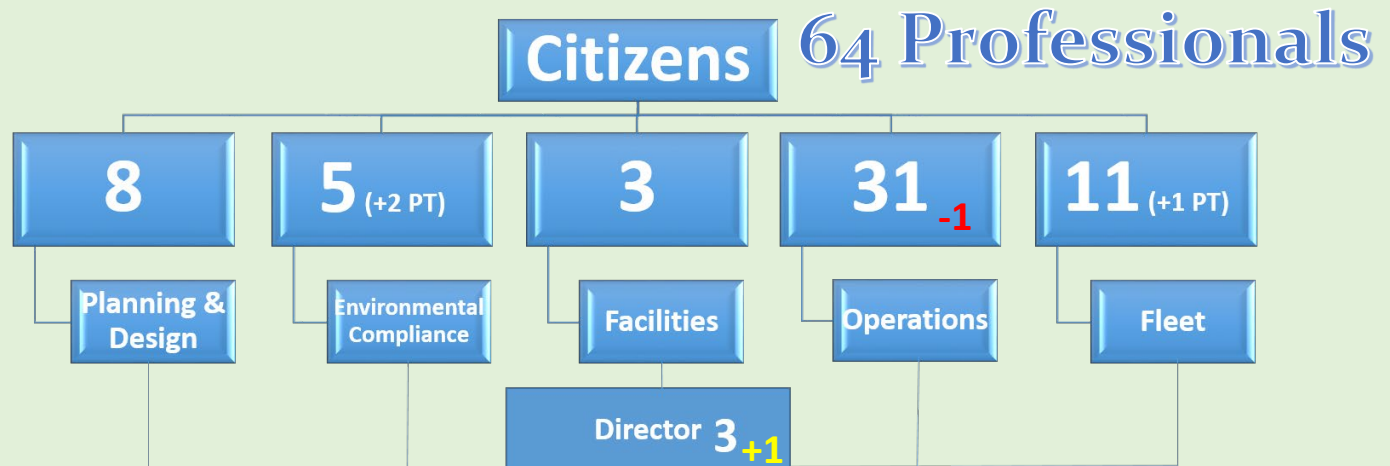 Citizens
64 Professionals
8
5 (+2 PT)
3
31 -1
11 (+1 PT)
Planning &
Design
Environmental
Compliance
Facilities
Operations
Fleet
Director 3 +1